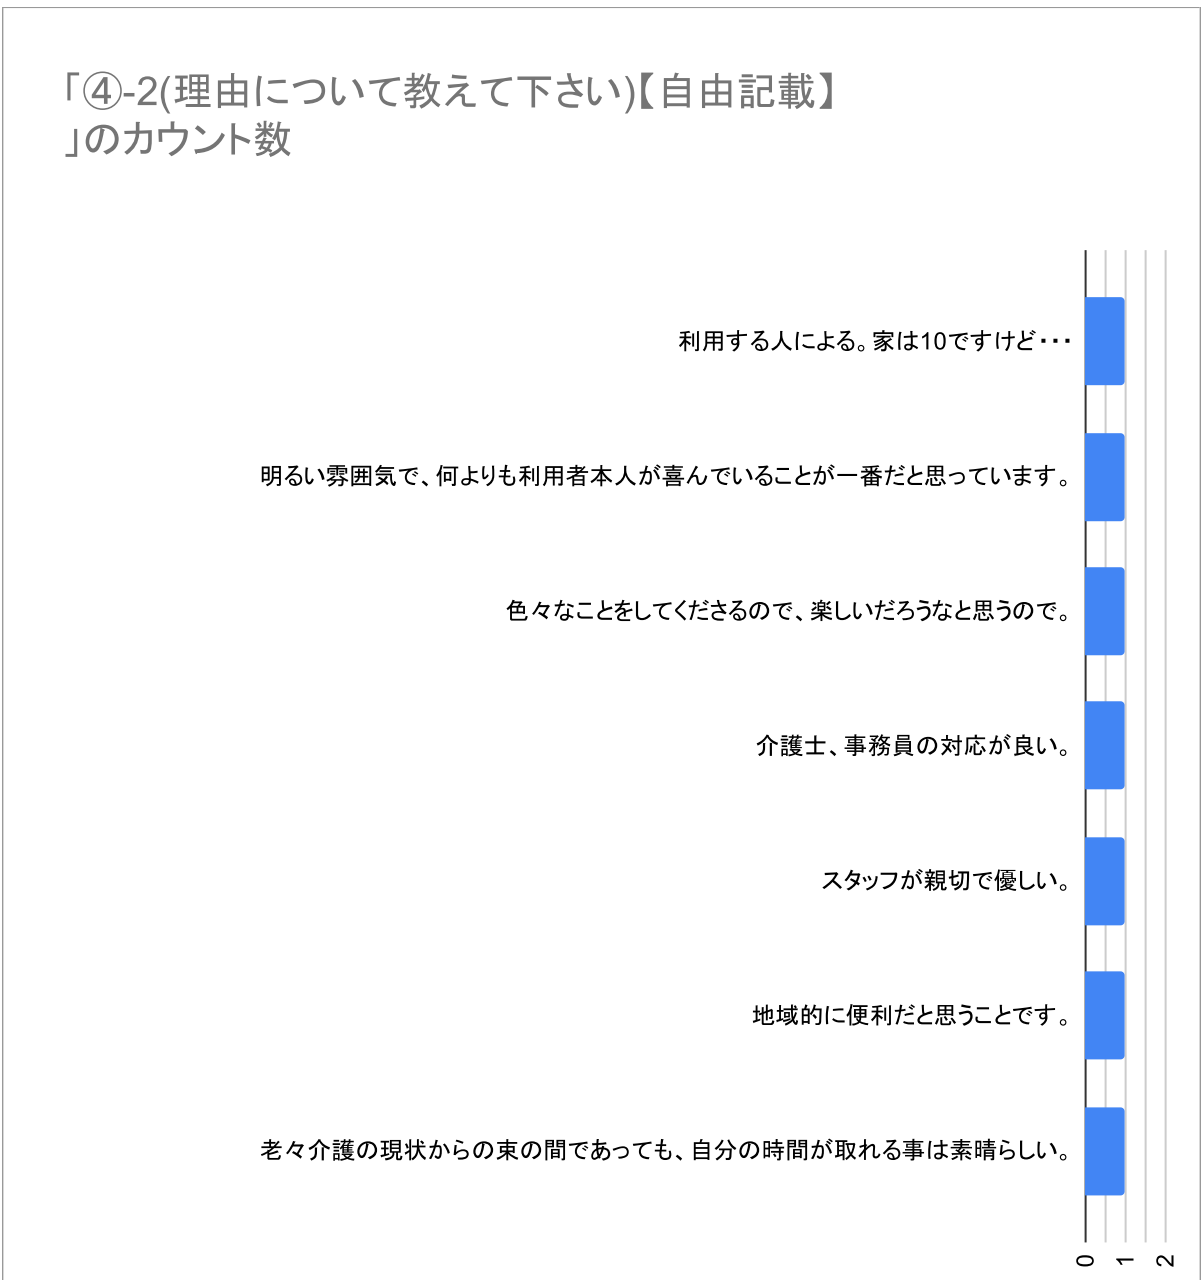 「④-2(理由について教えて下さい)【自由記載】
」のカウント数
利用する人による。家は10ですけど・・・
明るい雰囲気で、何よりも利用者本人が喜んでいることが一番だと思っています。
色々なことをしてくださるので、楽しいだろうなと思うので。
介護士、事務員の対応が良い。
スタッフが親切で優しい。
地域的に便利だと思うことです。
老々介護の現状からの束の間であっても、自分の時間が取れる事は素晴らしい。
0
1
2